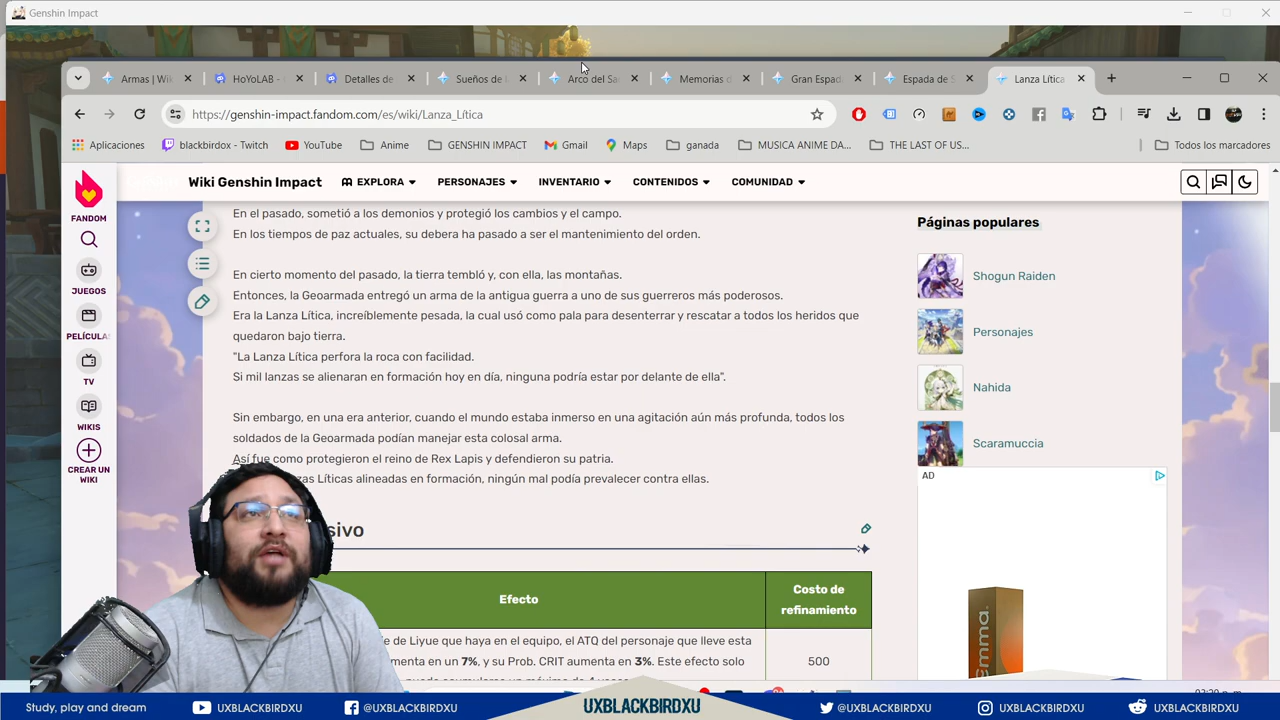 Genshin Impact
Armas | Wik
HoYoLAB -
Detalles de
Sueños de
Arco del Sa
Memorias d
Gran Espad
Espada de S
Lanza Lítica
https://genshin-impact.fandom.com/es/wiki/Lanza_Lítica
Aplicaciones
blackbirdox - Twitch
YouTube
Anime
GENSHIN IMPACT
Gmail
Maps
ganada
MUSICA ANIME DA...
THE LAST OF US...
Todos los marcadores
Wiki Genshin Impact
EXPLORA
PERSONAJES
INVENTARIO
CONTENIDOS
COMUNIDAD
FANDOM
JUEGOS
PELÍCULAS
TV
WIKIS
CREAR UN
WIKI
En el pasado, sometió a los demonios y protegió los cambios y el campo.
En los tiempos de paz actuales, su debera ha pasado a ser el mantenimiento del orden.
En cierto momento del pasado, la tierra tembló y, con ella, las montañas.
Entonces, la Geoarmada entregó un arma de la antigua guerra a uno de sus guerreros más poderosos.
Era la Lanza Lítica, increíblemente pesada, la cual usó como pala para desenterrar y rescatar a todos los heridos que
quedaron bajo tierra.
"La Lanza Lítica perfora la roca con facilidad.
Si mil lanzas se alienaran en formación hoy en día, ninguna podría estar por delante de ella".
Sin embargo, en una era anterior, cuando el mundo estaba inmerso en una agitación aún más profunda, todos los
soldados de la Geoarmada podían manejar esta colosal arma.
Así fue como protegieron el reino de Rex Lapis y defendieron su patria.
Líticas alineadas en formación, ningún mal podía prevalecer contra ellas.
sivo
Efecto
Costo de
refinamiento
e de Liyue que haya en el equipo, el ATQ del personaje que lleve esta
menta en un 7%, y su Prob. CRIT aumenta en 3%. Este efecto solo
500
Páginas populares
Shogun Raiden
Personajes
Nahida
Scaramuccia
AD
emma.
Study, play and dream
UXBLACKBIRDXU
@UXBLACKBIRDXU
UXBLACKBIRDXU
@UXBLACKBIRDXU
UXBLACKBIRDXU
UXBLACKBIRDXU